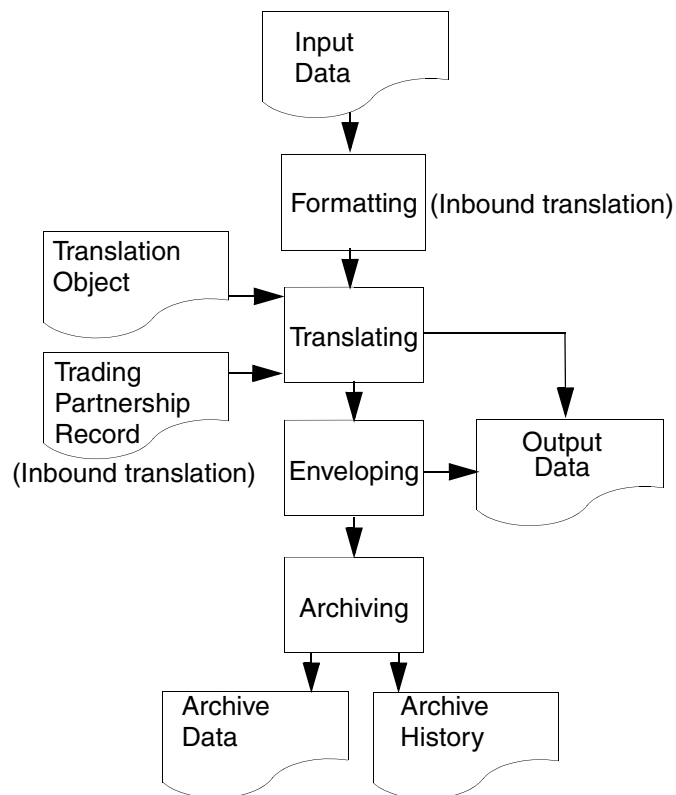 Input
Data
Formatting
(Inbound translation)
Translation
Object
Translating
Trading
Partnership
Record
(Inbound translation)
Enveloping
Output
Data
Archiving
Archive
Data
Archive
History